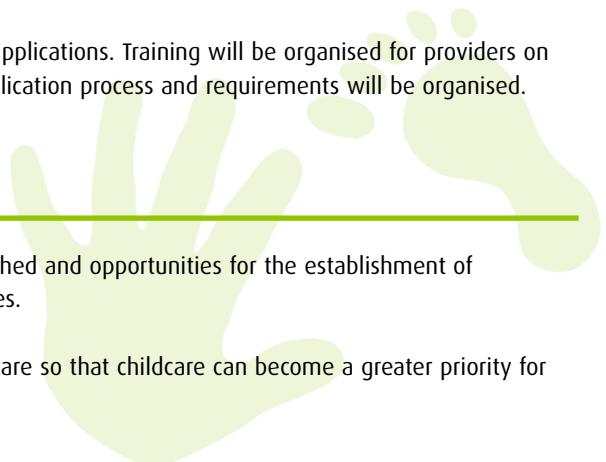 pplications. Training will be organised for providers on
lication process and requirements will be organised.
hed and opportunities for the establishment of
es.
are so that childcare can become a greater priority for